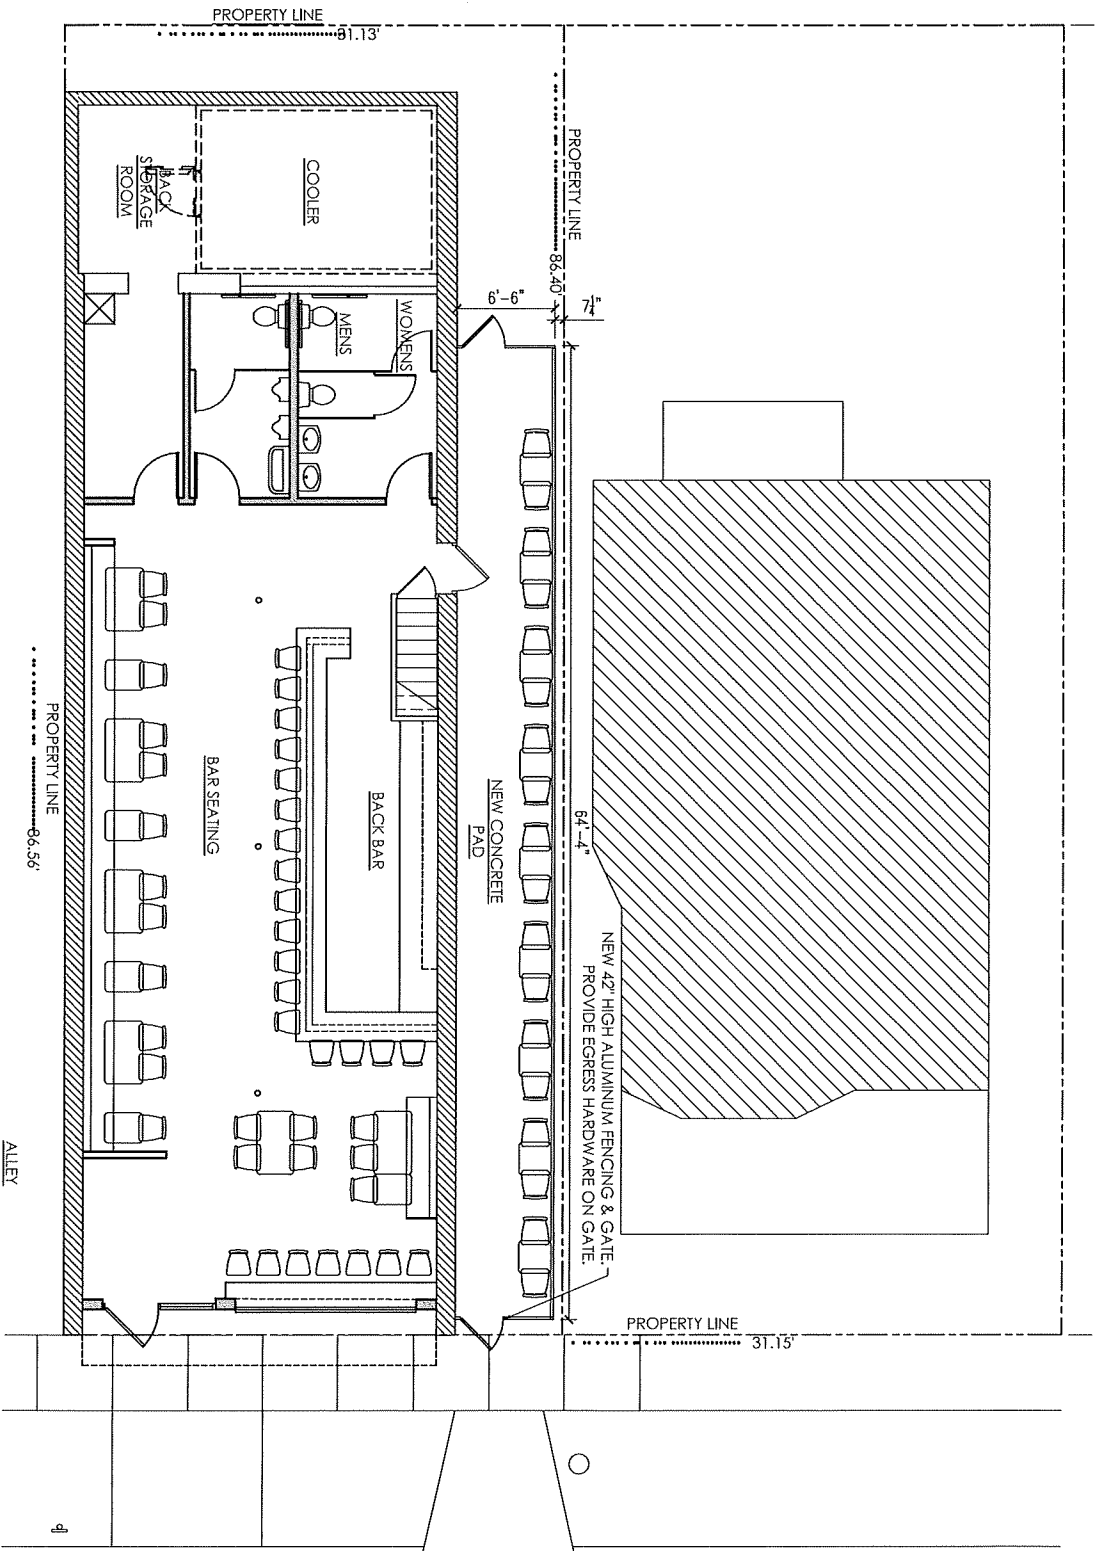 PROPERTY LINE
31.13'
PROPERTY LINE
86.40'
COOLER
BACK
STORAGE
ROOM
6'-6"
7¼"
WOMENS
MENS
PROPERTY LINE
86.56'
BAR SEATING
BACK BAR
NEW CONCRETE
PAD
64'-4"
NEW 42" HIGH ALUMINUM FENCING & GATE.
PROVIDE EGRESS HARDWARE ON GATE.
ALLEY
PROPERTY LINE
31.15'